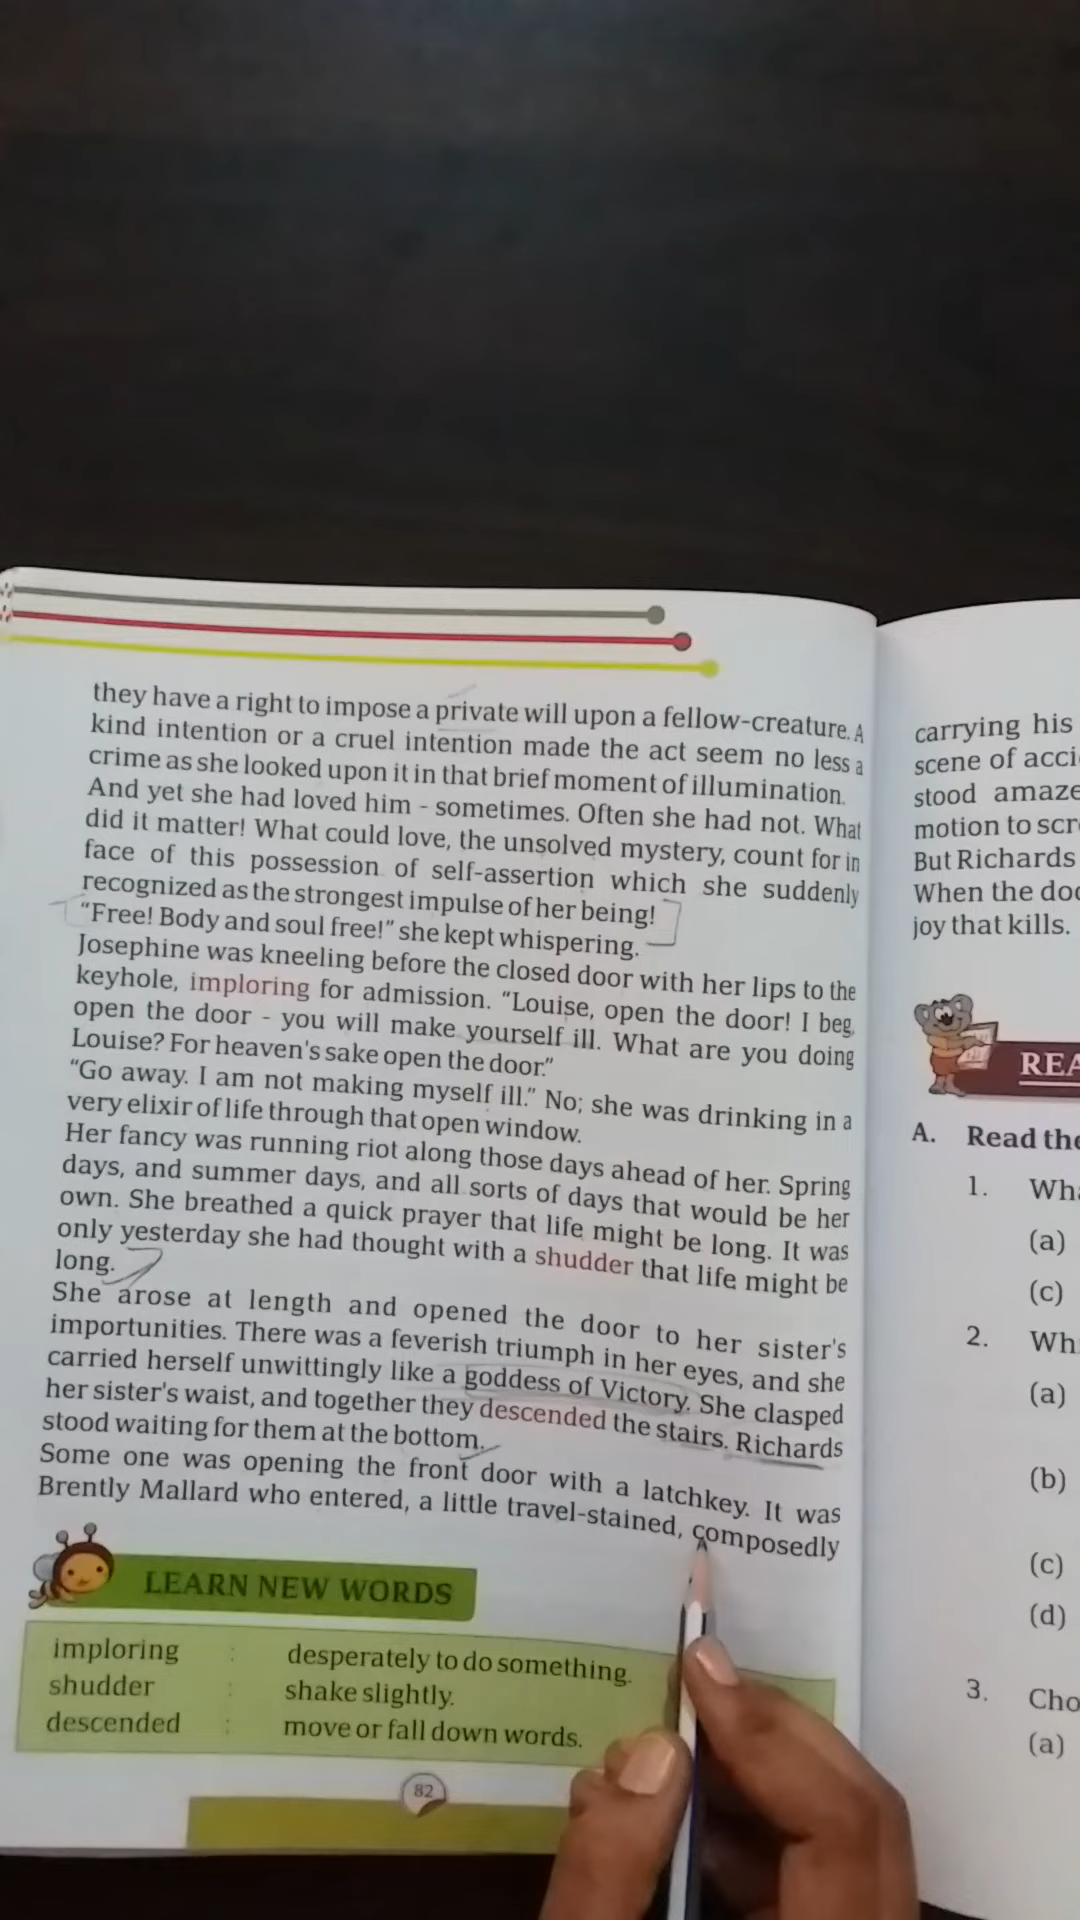 they have a right to impose a private will upon a fellow-creature. A
kind intention or a cruel intention made the act seem no less a
crime as she looked upon it in that brief moment of illumination.
And yet she had loved him - sometimes. Often she had not. What
did it matter! What could love, the unsolved mystery, count for in
face of this possession of self-assertion which she suddenly
recognized as the strongest impulse of her being!
“Free! Body and soul free!” she kept whispering.
Josephine was kneeling before the closed door with her lips to the
keyhole, imploring for admission. “Louise, open the door! I beg,
open the door - you will make yourself ill. What are you doing
Louise? For heaven's sake open the door.”
“Go away. I am not making myself ill.” No; she was drinking in a
very elixir of life through that open window.
Her fancy was running riot along those days ahead of her. Spring
days, and summer days, and all sorts of days that would be her
own. She breathed a quick prayer that life might be long. It was
only yesterday she had thought with a shudder that life might be
long.
She arose at length and opened the door to her sister's
importunities. There was a feverish triumph in her eyes, and she
carried herself unwittingly like a goddess of Victory. She clasped
her sister's waist, and together they descended the stairs. Richards
stood waiting for them at the bottom.
Some one was opening the front door with a latchkey. It was
Brently Mallard who entered, a little travel-stained, composedly
LEARN NEW WORDS
imploring : desperately to do something.
shudder : shake slightly.
descended : move or fall down words.
82
carrying his
scene of
stood
motion to
But Richards
When the
joy that kills.
A. Read
1.
(a)
(c)
2.
(a)
(b)
(c)
(d)
3.
(a)